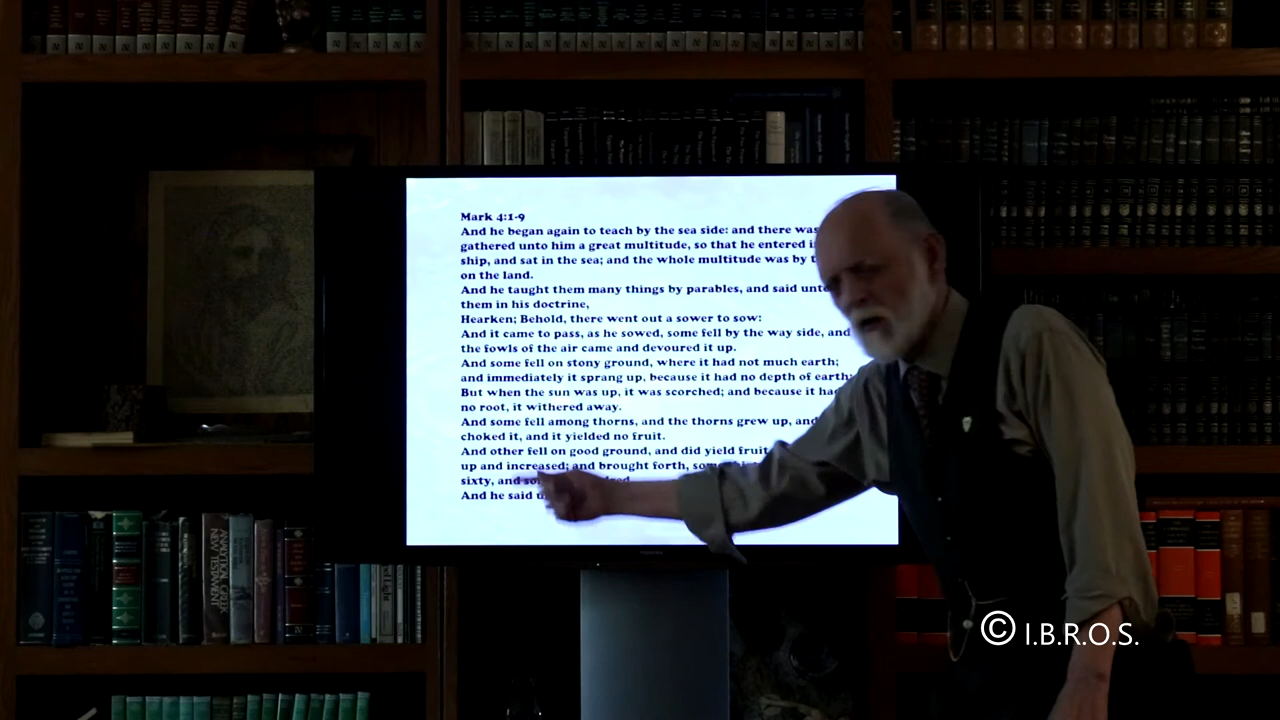 Mark 4:1-9
And he began again to teach by the sea side: and there was
gathered unto him a great multitude, so that he entered
ship, and sat in the sea; and the whole multitude was by
on the land.
And he taught them many things by parables, and said unto
them in his doctrine,
Hearken; Behold, there went out a sower to sow:
And it came to pass, as he sowed, some fell by the way side, and
the fowls of the air came and devoured it up.
And some fell on stony ground, where it had not much earth;
and immediately it sprang up, because it had no depth of earth:
But when the sun was up, it was scorched; and because it had
no root, it withered away.
And some fell among thorns, and the thorns grew up, and
choked it, and it yielded no fruit.
And other fell on good ground, and did yield fruit
up and increased; and brought forth,
sixty, and
And he said
ANALYTICAL GREEK
NEW TESTAMENT
© I.B.R.O.S.